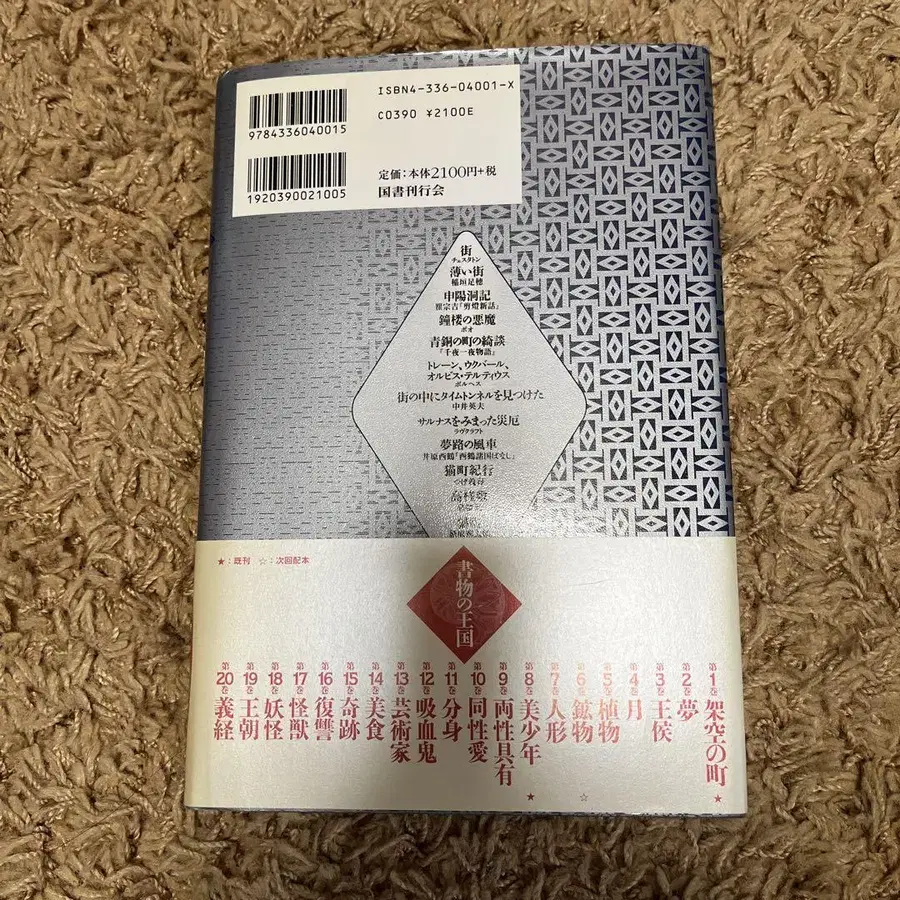 ISBN4-336-04001-X
C0390 ¥2100E
9784336040015
1920390021005
定価：本体2100円+税
国書刊行会
街
チェスタトン
薄い街
稲垣足穂
申陽洞記
瞿宗吉『剪燈新話』
鐘楼の悪魔
ポオ
青銅の町の綺談
『千夜一夜物語』
トレーン、ウクバール、
オルビス・テルティウス
ボルヘス
街の中にタイムトンネルを見つけた
中井英夫
サルナスをみまった災厄
ラヴクラフト
夢路の風車
井原西鶴『西鶴諸国ばなし』
猫町紀行
つげ義春
★：既刊 ☆：次回配本
書物の王国
第1巻 架空の町★
第2巻 夢
第3巻 王侯
第4巻 月
第5巻 植物
第6巻 鉱物☆
第7巻 人形
第8巻 美少年★
第9巻 両性具有
第10巻 同性愛
第11巻 分身
第12巻 吸血鬼
第13巻 芸術家
第14巻 美食
第15巻 奇跡
第16巻 復讐
第17巻 怪獣
第18巻 妖怪
第19巻 王朝
第20巻 義経